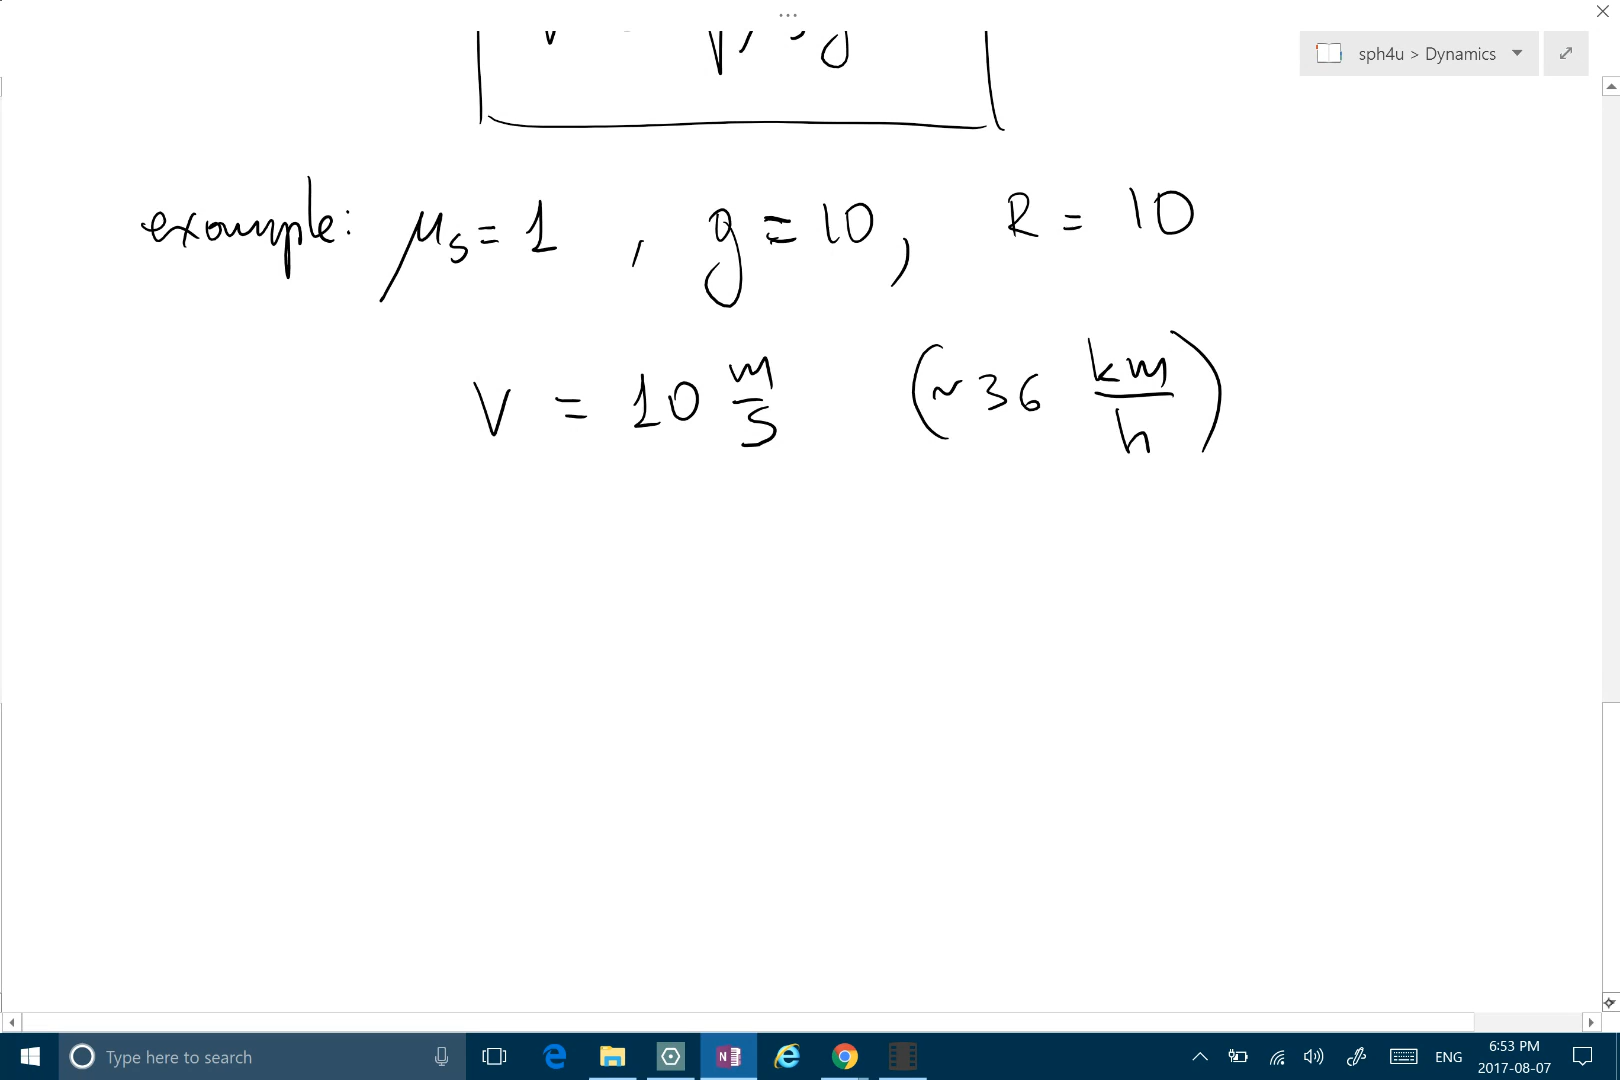 sph4u > Dynamics
example: μs = 1 , g = 10, R = 10
V = 10 m/s (~36 km/h)
Type here to search
ENG
6:53 PM
2017-08-07